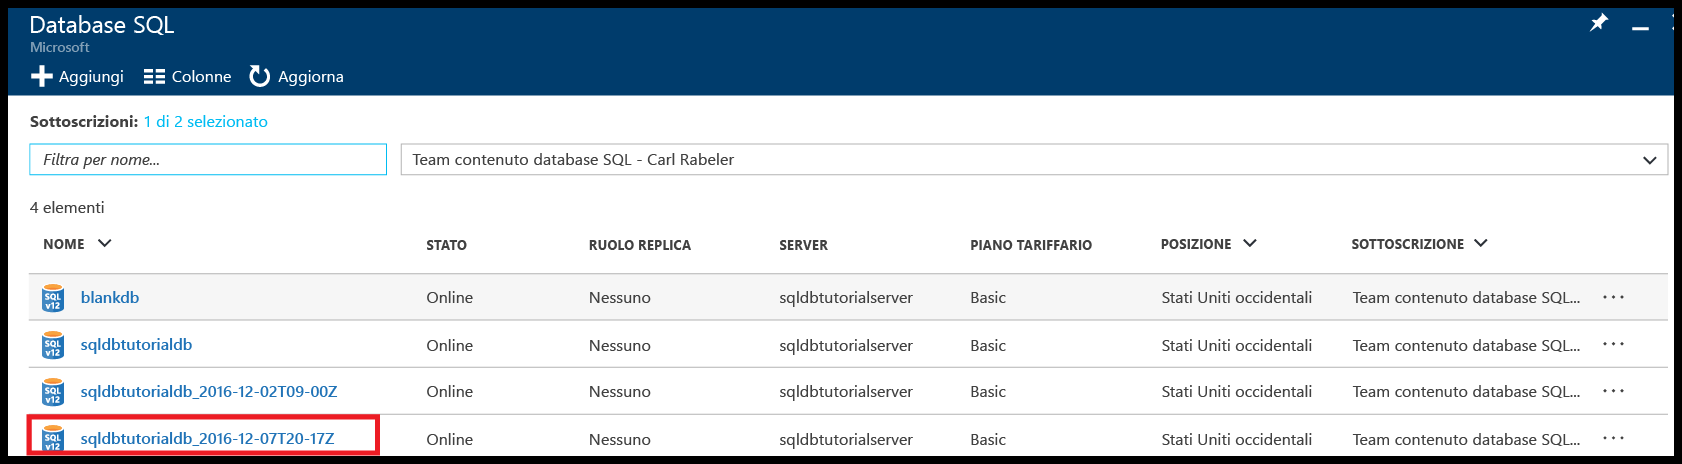 Database SQL
Microsoft
Aggiungi Colonne Aggiorna
Sottoscrizioni: 1 di 2 selezionato
Filtra per nome... Team contenuto database SQL - Carl Rabeler
4 elementi
NOME STATO RUOLO REPLICA SERVER PIANO TARIFFARIO POSIZIONE SOTTOSCRIZIONE
SQL v12 blankdb Online Nessuno sqldbtutorialserver Basic Stati Uniti occidentali Team contenuto database SQL... ...
SQL v12 sqldbtutorialdb Online Nessuno sqldbtutorialserver Basic Stati Uniti occidentali Team contenuto database SQL... ...
SQL v12 sqldbtutorialdb_2016-12-02T09-00Z Online Nessuno sqldbtutorialserver Basic Stati Uniti occidentali Team contenuto database SQL... ...
SQL v12 sqldbtutorialdb_2016-12-07T20-17Z Online Nessuno sqldbtutorialserver Basic Stati Uniti occidentali Team contenuto database SQL... ...